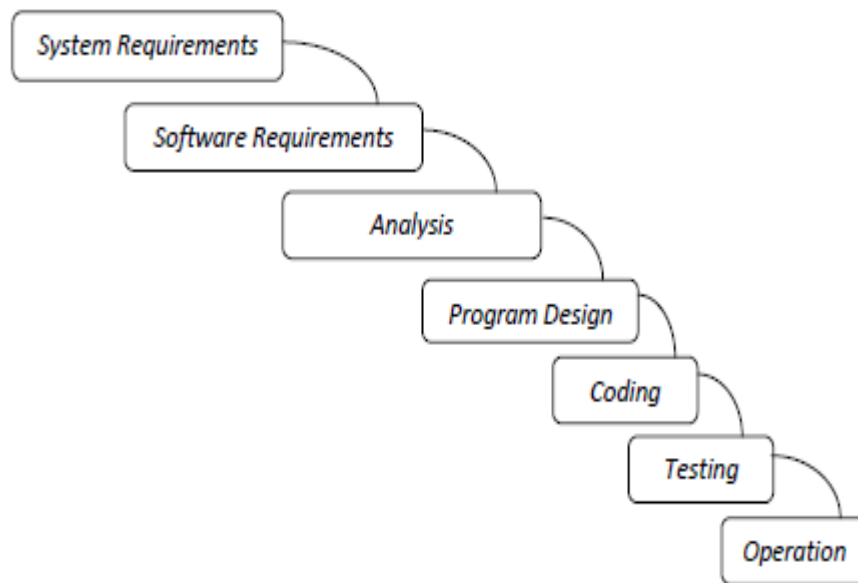 System Requirements
Software Requirements
Analysis
Program Design
Coding
Testing
Operation